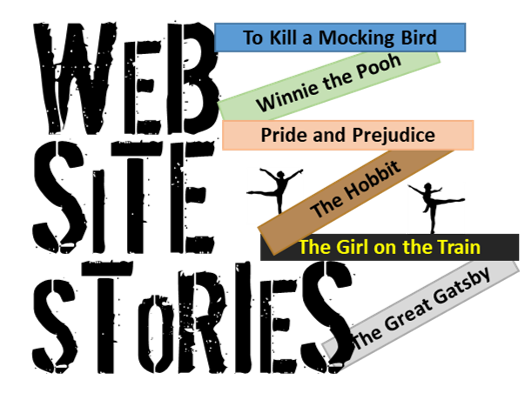 WEB
SITE
STORIES
To Kill a Mocking Bird
Winnie the Pooh
Pride and Prejudice
The Hobbit
The Girl on the Train
The Great Gatsby